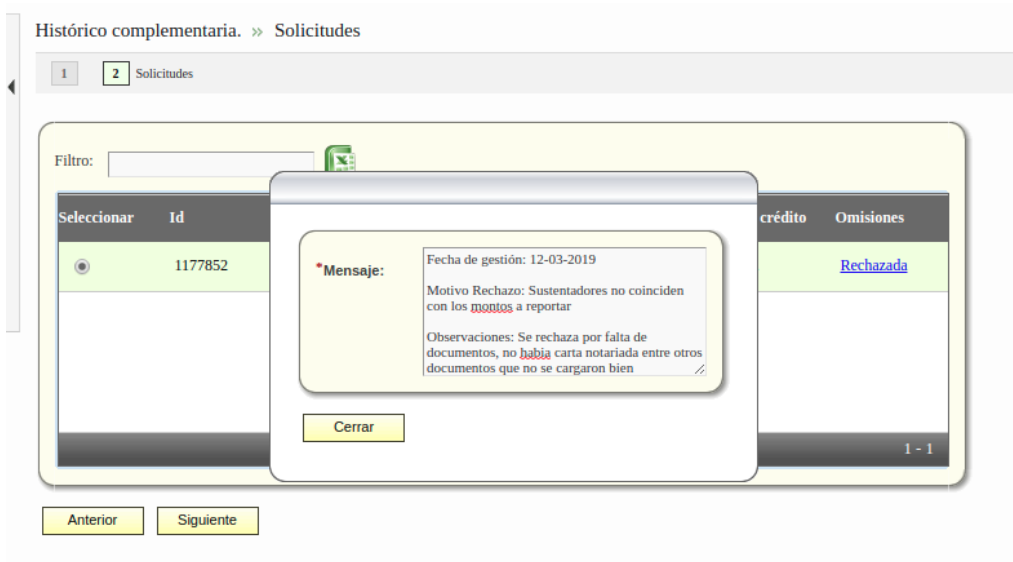 Histórico complementaria. » Solicitudes
1 2 Solicitudes
Filtro:
Seleccionar Id crédito Omisiones
1177852 Rechazada
*Mensaje:
Fecha de gestión: 12-03-2019
Motivo Rechazo: Sustentadores no coinciden
con los montos a reportar
Observaciones: Se rechaza por falta de
documentos, no habia carta notariada entre otros
documentos que no se cargaron bien
Cerrar
1 - 1
Anterior Siguiente